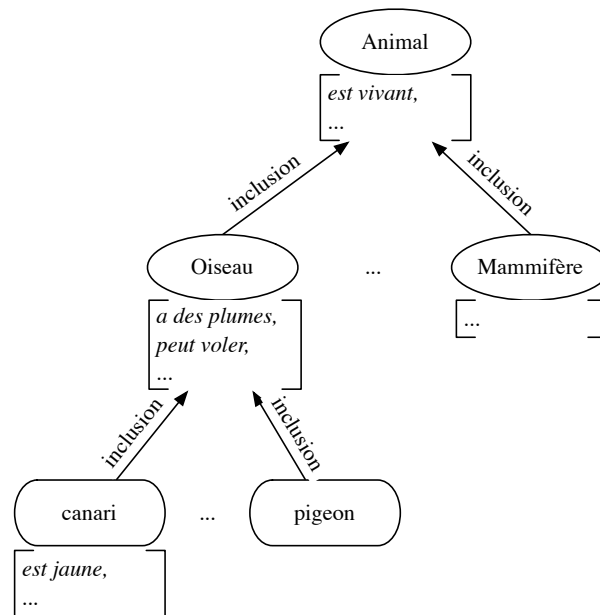 Animal
est vivant,
...
inclusion
inclusion
Oiseau
...
Mammifère
a des plumes,
peut voler,
...
...
inclusion
inclusion
canari
...
pigeon
est jaune,
...